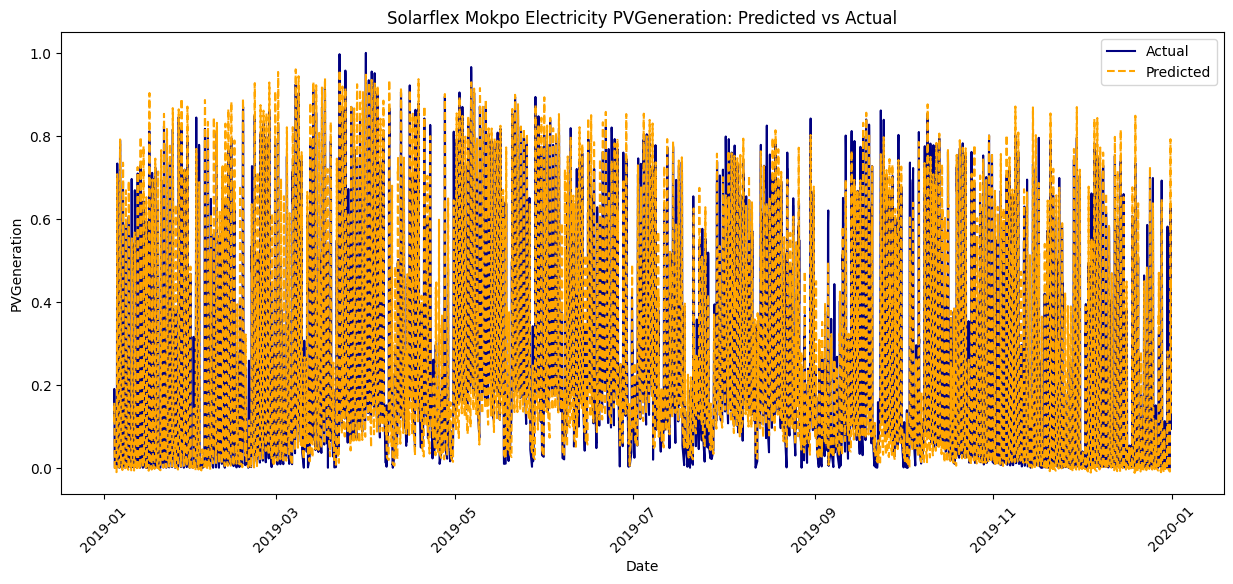 Solarflex Mokpo Electricity PVGeneration: Predicted vs Actual
Actual
Predicted
PVGeneration
1.0
0.8
0.6
0.4
0.2
0.0
2019-01
2019-03
2019-05
2019-07
2019-09
2019-11
2020-01
Date